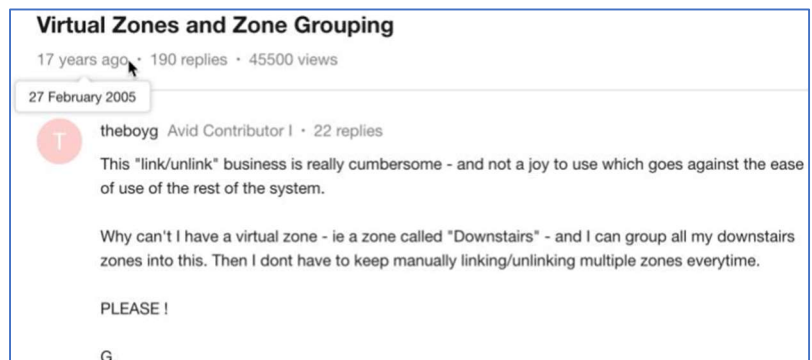 Virtual Zones and Zone Grouping
17 years ago · 190 replies · 45500 views
27 February 2005
T
theboyg Avid Contributor I · 22 replies
This "link/unlink" business is really cumbersome - and not a joy to use which goes against the ease
of use of the rest of the system.
Why can't I have a virtual zone - ie a zone called "Downstairs" - and I can group all my downstairs
zones into this. Then I dont have to keep manually linking/unlinking multiple zones everytime.
PLEASE !
G